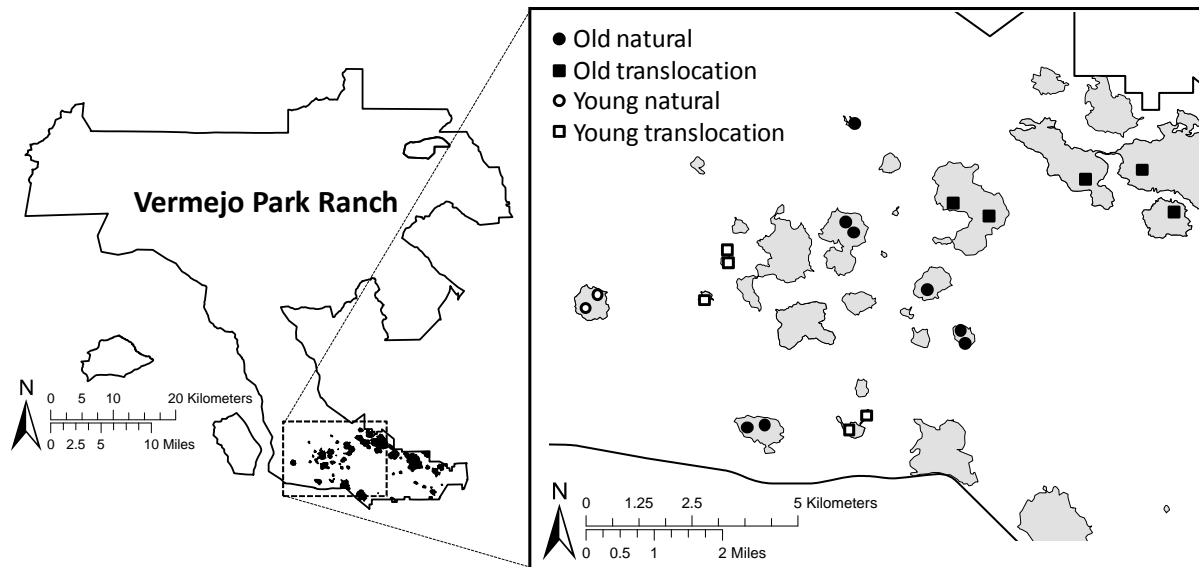 Vermejo Park Ranch
N
0 5 10 20 Kilometers
0 2.5 5 10 Miles
Old natural
Old translocation
Young natural
Young translocation
N
0 1.25 2.5 5 Kilometers
0 0.5 1 2 Miles